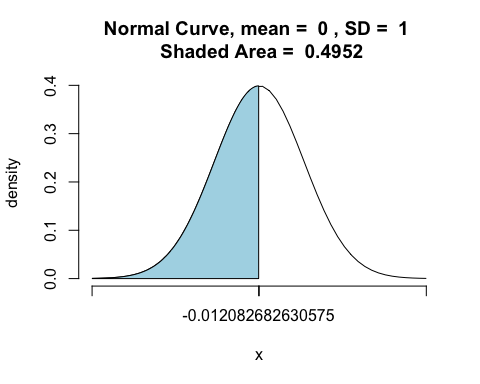 Normal Curve, mean =  0 , SD =  1
Shaded Area =  0.4952
density
0.4
0.3
0.2
0.1
0.0
-0.012082682630575
x